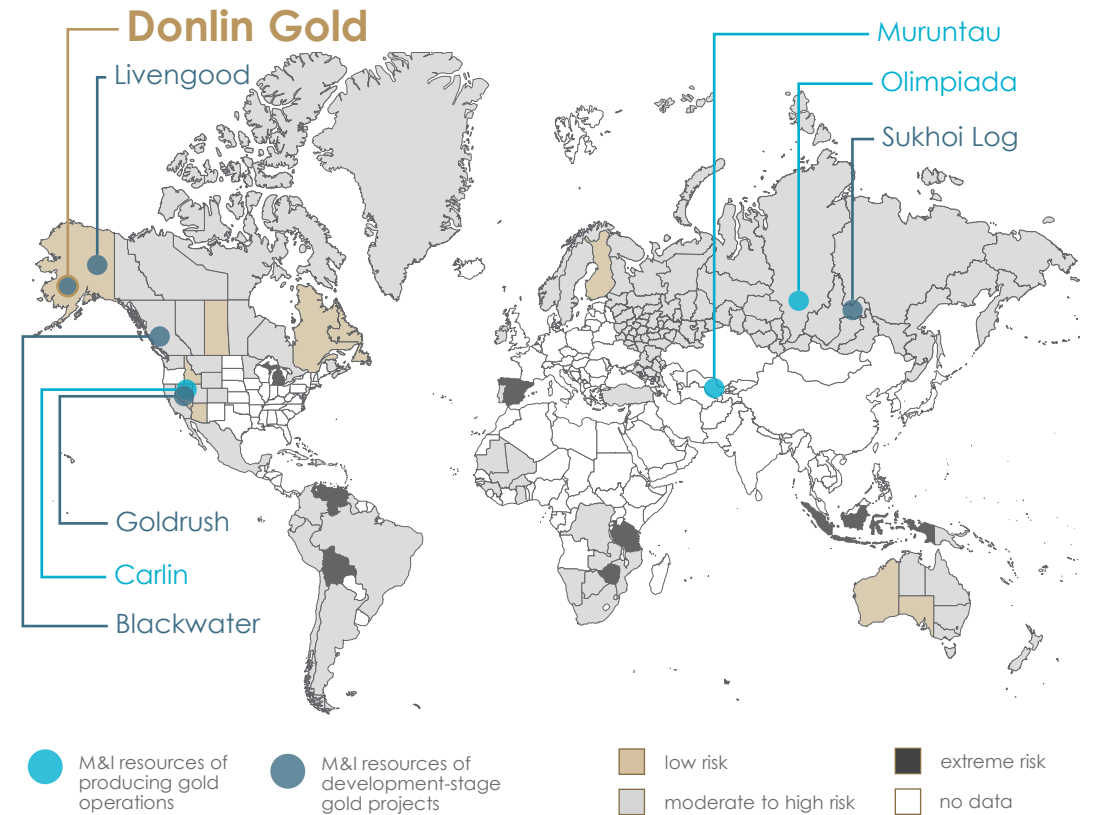 Donlin Gold
Livengood
Muruntau
Olimpiada
Sukhoi Log
Goldrush
Carlin
Blackwater
M&I resources of
producing gold
operations
M&I resources of
development-stage
gold projects
low risk
moderate to high risk
extreme risk
no data